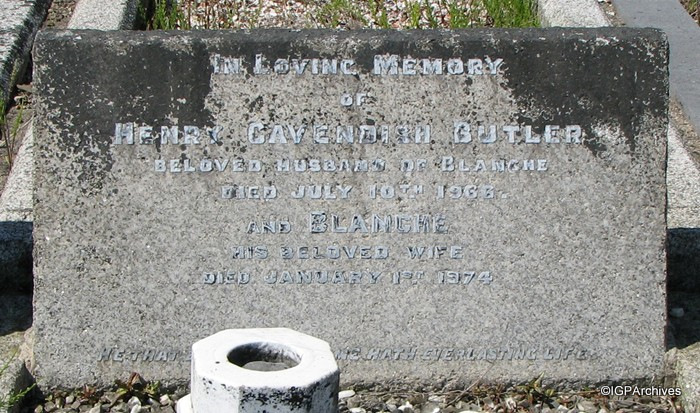 In Loving Memory
of
Henry Cavendish Butler
beloved husband of Blanche
died July 10th
and Blanche
his beloved wife
died January 1st 1974
He that hath everlasting life
©IGPArchives